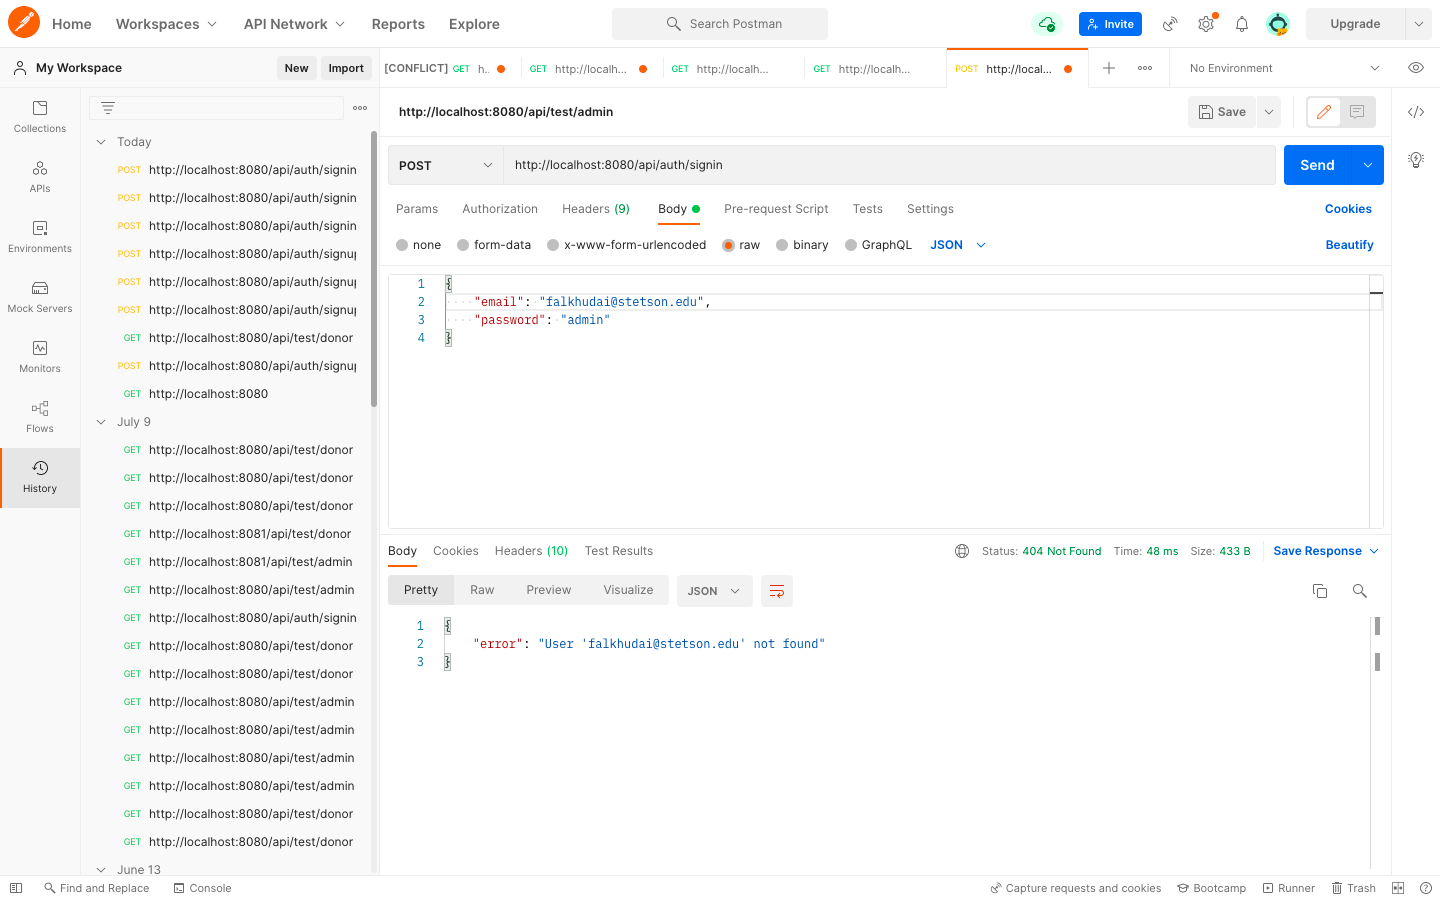 Home Workspaces API Network Reports Explore Search Postman Invite Upgrade
My Workspace New Import
[CONFLICT] GET h.. GET http://localh... GET http://localh... GET http://localh... POST http://local... No Environment
Collections
APIs
Environments
Mock Servers
Monitors
Flows
History
Today
POST http://localhost:8080/api/auth/signin
POST http://localhost:8080/api/auth/signin
POST http://localhost:8080/api/auth/signin
POST http://localhost:8080/api/auth/signup
POST http://localhost:8080/api/auth/signup
POST http://localhost:8080/api/auth/signup
GET http://localhost:8080/api/test/donor
POST http://localhost:8080/api/auth/signup
GET http://localhost:8080
July 9
GET http://localhost:8080/api/test/donor
GET http://localhost:8080/api/test/donor
GET http://localhost:8080/api/test/donor
GET http://localhost:8081/api/test/donor
GET http://localhost:8081/api/test/admin
GET http://localhost:8080/api/test/admin
GET http://localhost:8080/api/auth/signin
GET http://localhost:8080/api/test/donor
GET http://localhost:8080/api/test/donor
GET http://localhost:8080/api/test/admin
GET http://localhost:8080/api/test/admin
GET http://localhost:8080/api/test/admin
GET http://localhost:8080/api/test/admin
GET http://localhost:8080/api/test/donor
GET http://localhost:8080/api/test/donor
June 13
http://localhost:8080/api/test/admin Save
POST http://localhost:8080/api/auth/signin Send
Params Authorization Headers (9) Body Pre-request Script Tests Settings Cookies
none form-data x-www-form-urlencoded raw binary GraphQL JSON Beautify
1 {
2 "email": "falkhudai@stetson.edu",
3 "password": "admin"
4 }
Body Cookies Headers (10) Test Results Status: 404 Not Found Time: 48 ms Size: 433 B Save Response
Pretty Raw Preview Visualize JSON
1 {
2 "error": "User 'falkhudai@stetson.edu' not found"
3 }
Find and Replace Console Capture requests and cookies Bootcamp Runner Trash